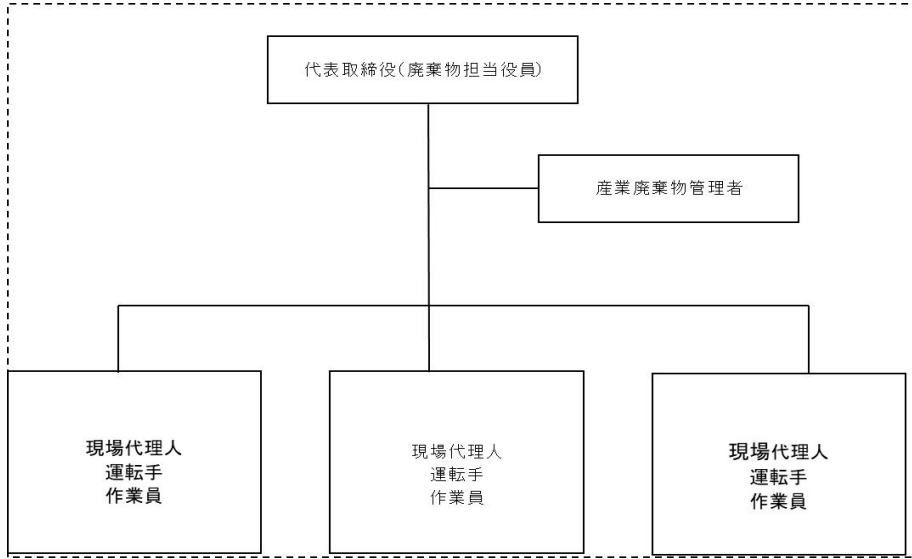 代表取締役(廃棄物担当役員)
産業廃棄物管理者
現場代理人
運転手
作業員
現場代理人
運転手
作業員
現場代理人
運転手
作業員